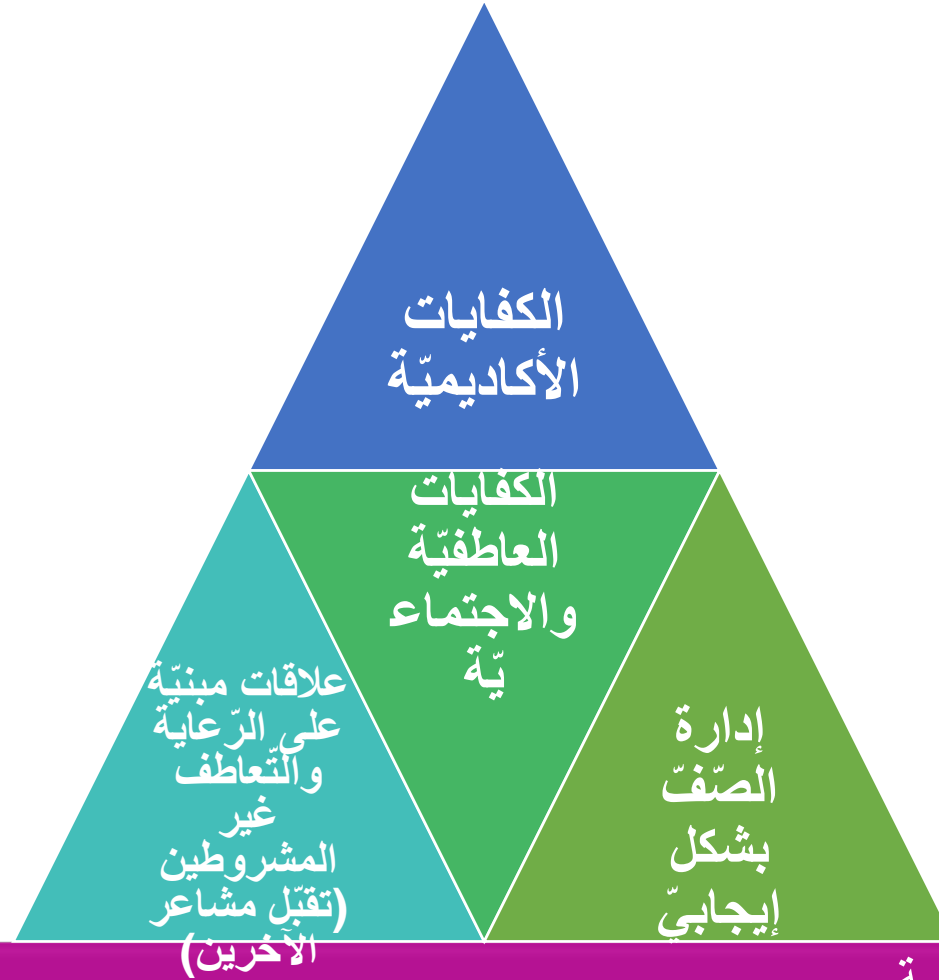 الكفايات
الأكاديميّة
الكفايات
العاطفيّة
والاجتماع
يّة
علاقات مبنيّة
على الرّعاية
والتّعاطف
غير
المشروطين
(تقبّل مشاعر
الآخرين)
إدارة
الصّفّ
بشكل
إيجابيّ